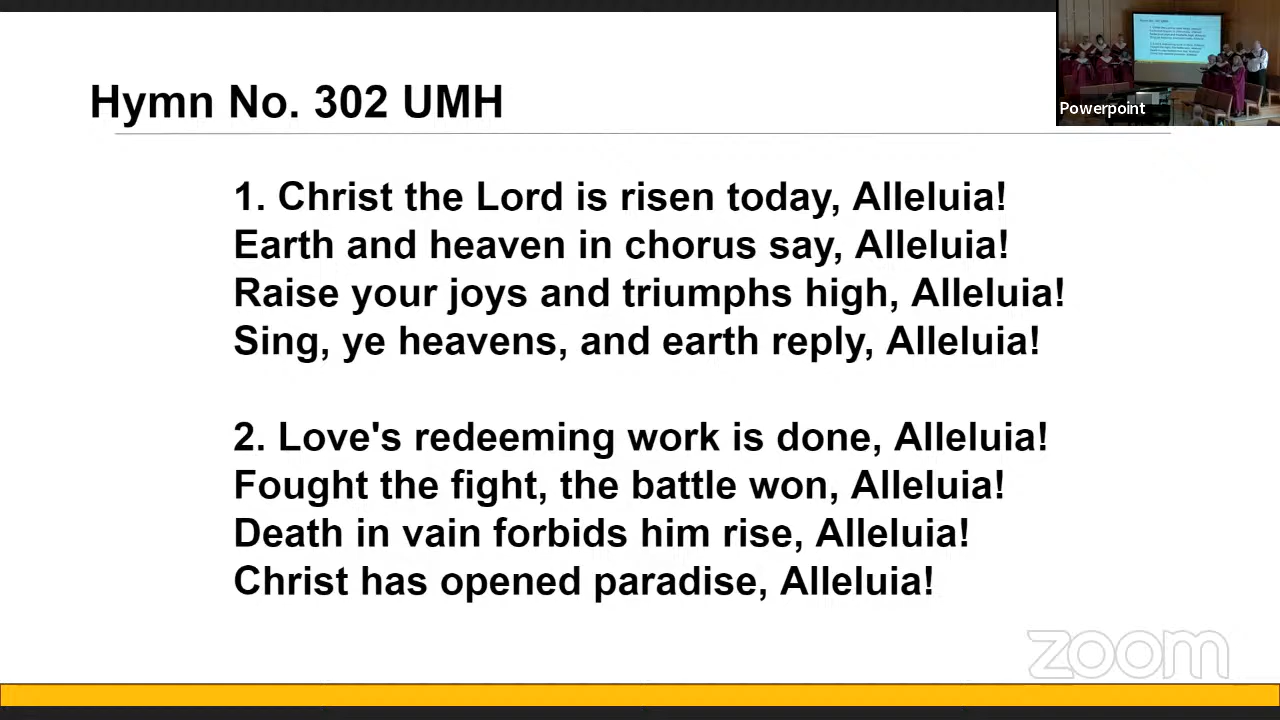 Hymn No. 302 UMH
Powerpoint
1. Christ the Lord is risen today, Alleluia!
Earth and heaven in chorus say, Alleluia!
Raise your joys and triumphs high, Alleluia!
Sing, ye heavens, and earth reply, Alleluia!
2. Love's redeeming work is done, Alleluia!
Fought the fight, the battle won, Alleluia!
Death in vain forbids him rise, Alleluia!
Christ has opened paradise, Alleluia!
zoom